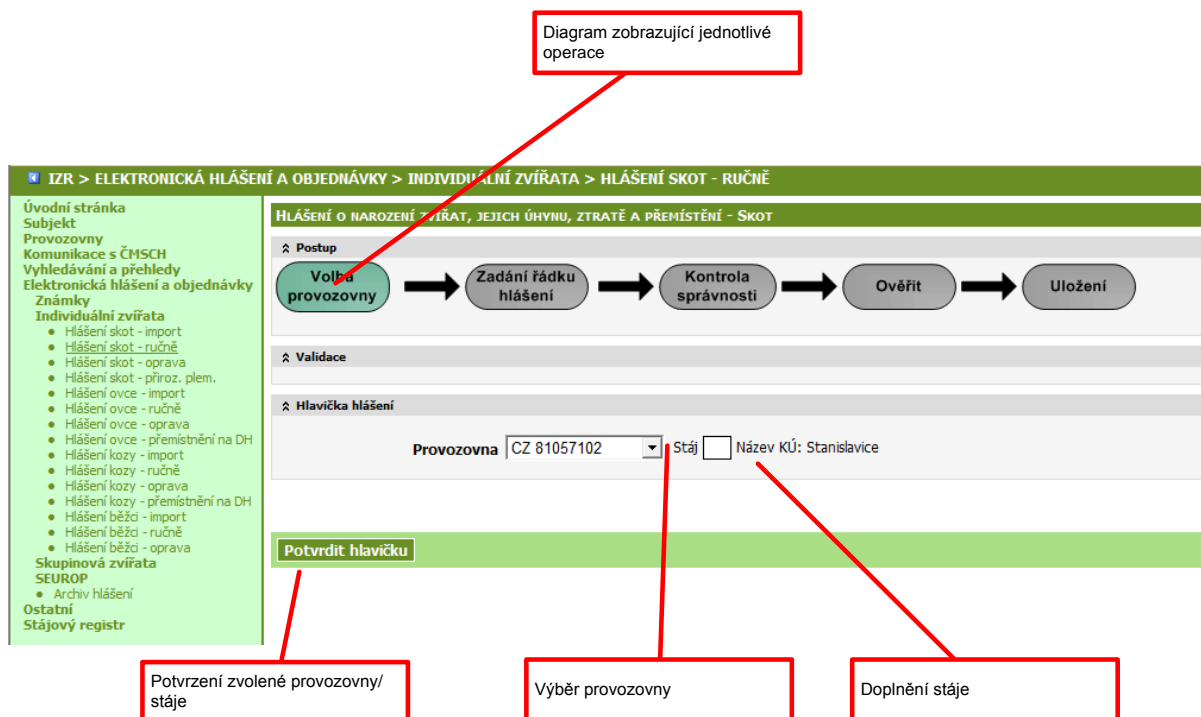 Diagram zobrazující jednotlivé
operace
IZR > ELEKTRONICKÁ HLÁŠENÍ A OBJEDNÁVKY > INDIVIDUÁLNÍ ZVÍŘATA > HLÁŠENÍ SKOT - RUČNĚ
Úvodní stránka
Subjekt
Provozovny
Komunikace s ČMSCH
Vyhledávání a přehledy
Elektronická hlášení a objednávky
Známky
Individuální zvířata
Hlášení skot - import
Hlášení skot - ručně
Hlášení skot - oprava
Hlášení skot - přiroz. plem.
Hlášení ovce - import
Hlášení ovce - ručně
Hlášení ovce - oprava
Hlášení ovce - přemístnění na DH
Hlášení kozy - import
Hlášení kozy - ručně
Hlášení kozy - oprava
Hlášení kozy - přemístnění na DH
Hlášení běžci - import
Hlášení běžci - ručně
Hlášení běžci - oprava
Skupinová zvířata
SEUROP
Archiv hlášení
Ostatní
Stájový registr
HLÁŠENÍ O NAROZENÍ ZVÍŘAT, JEJICH ÚHYNU, ZTRATĚ A PŘEMÍSTĚNÍ - SKOT
Postup
Volba
provozovny
Zadání řádku
hlášení
Kontrola
správnosti
Ověřit
Uložení
Validace
Hlavička hlášení
Provozovna CZ 81057102 Stáj Název KÚ: Stanislavice
Potvrdit hlavičku
Potvrzení zvolené provozovny/
stáje
Výběr provozovny
Doplnění stáje